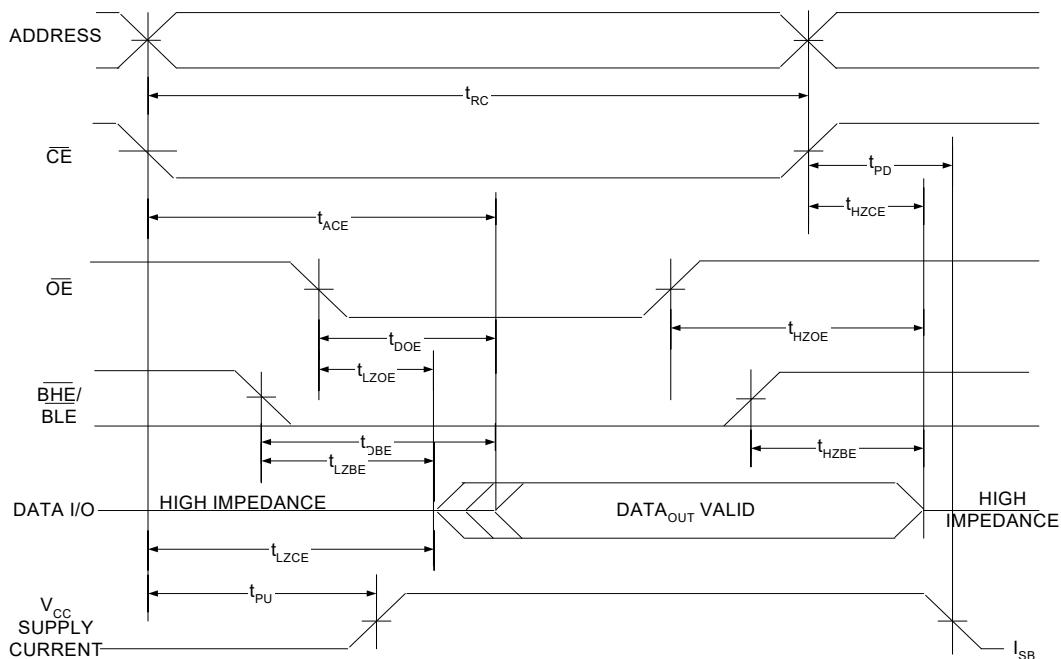 ADDRESS
tRC
CE
tPD
tHZCE
tACE
OE
tHZOE
tDOE
tLZOE
BHE/
BLE
tDBE
tHZBE
tLZBE
DATA I/O
HIGH IMPEDANCE
DATAOUT VALID
HIGH
IMPEDANCE
tLZCE
tPU
VCC
SUPPLY
CURRENT
ISB